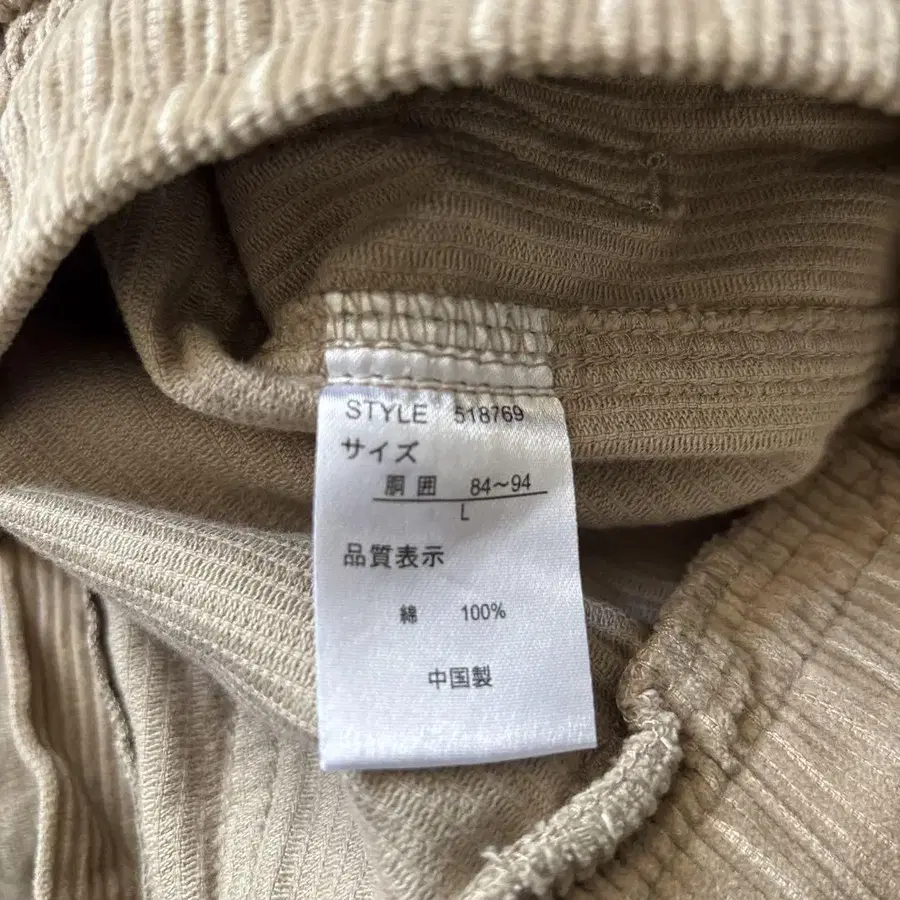 STYLE 518769
サイズ
胴囲 84～94
L
品質表示
綿 100%
中国製